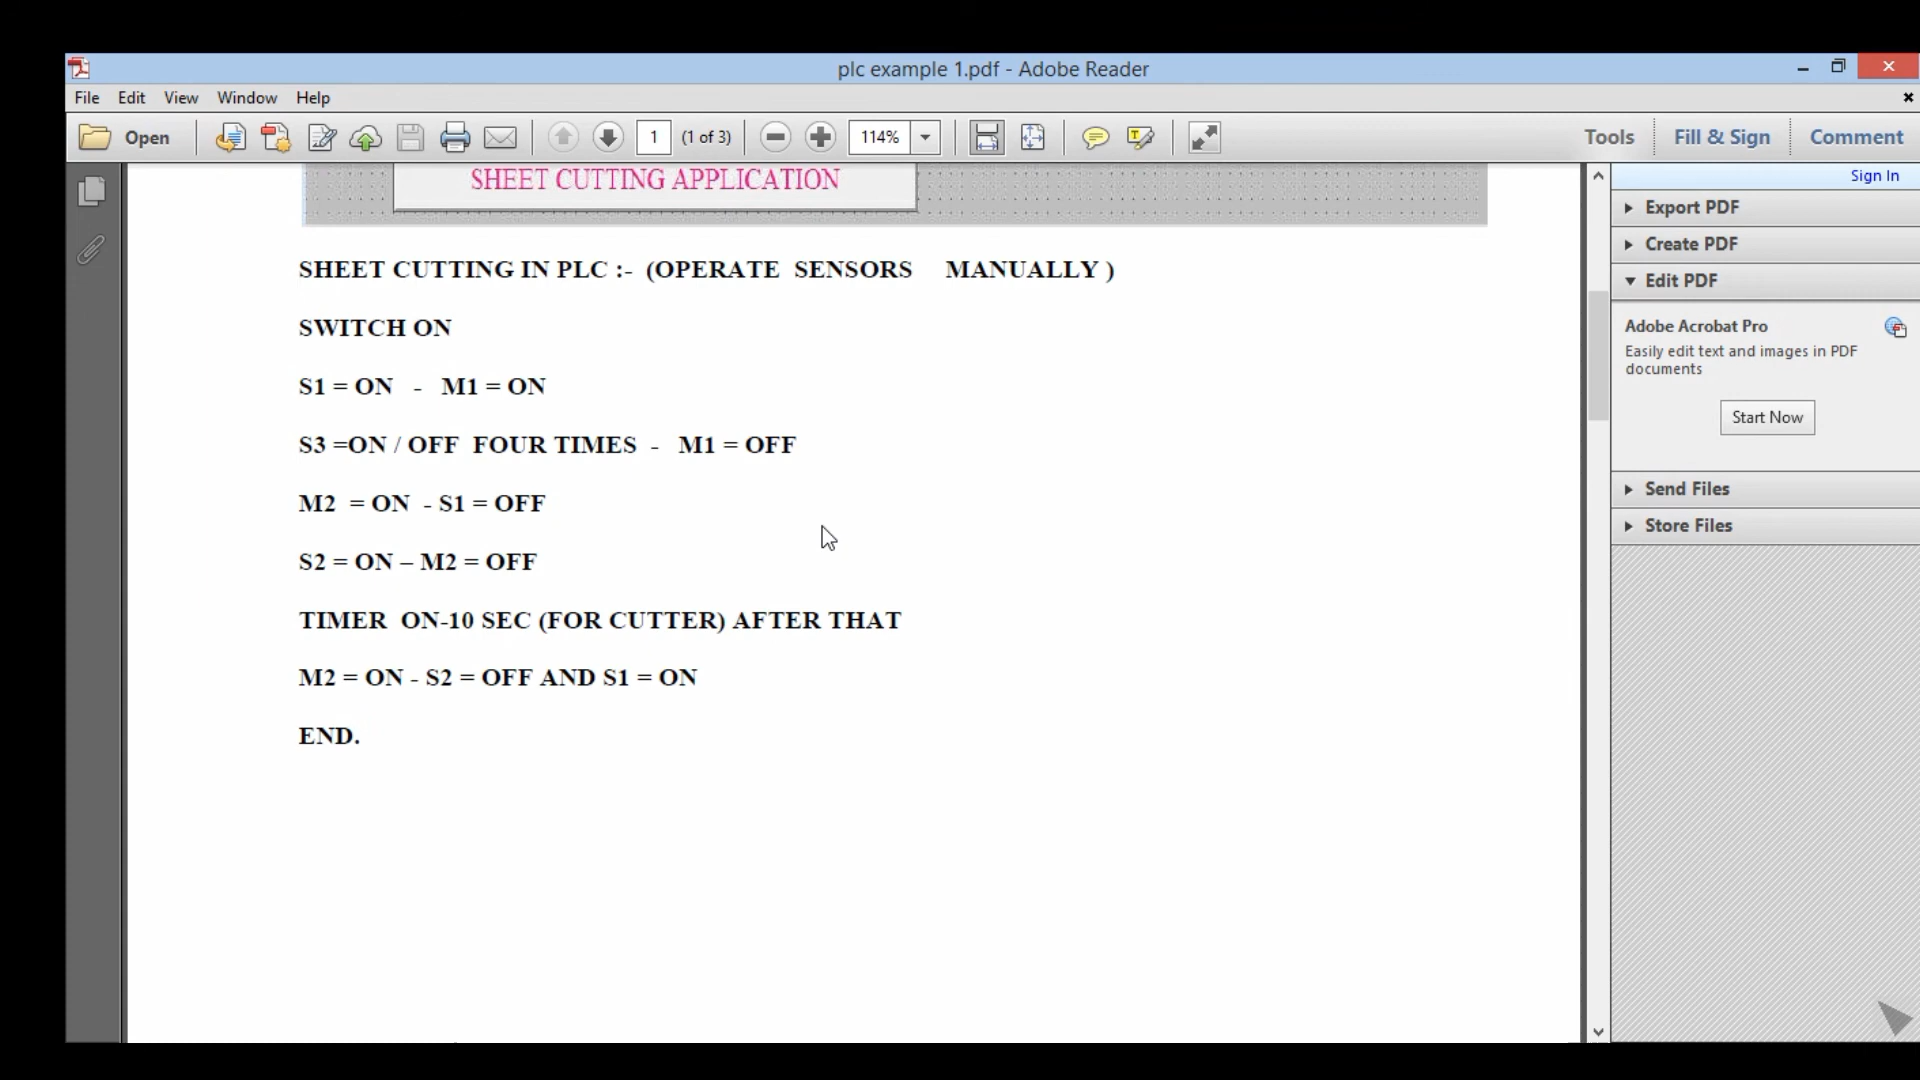 plc example 1.pdf - Adobe Reader
File Edit View Window Help
Open 1 (1 of 3) 114% Tools Fill & Sign Comment
Sign In
SHEET CUTTING APPLICATION
Export PDF
Create PDF
Edit PDF
Adobe Acrobat Pro
Easily edit text and images in PDF
documents
Start Now
Send Files
Store Files
SHEET CUTTING IN PLC :- (OPERATE SENSORS MANUALLY )
SWITCH ON
S1 = ON - M1 = ON
S3 =ON / OFF FOUR TIMES - M1 = OFF
M2 = ON - S1 = OFF
S2 = ON – M2 = OFF
TIMER ON-10 SEC (FOR CUTTER) AFTER THAT
M2 = ON - S2 = OFF AND S1 = ON
END.